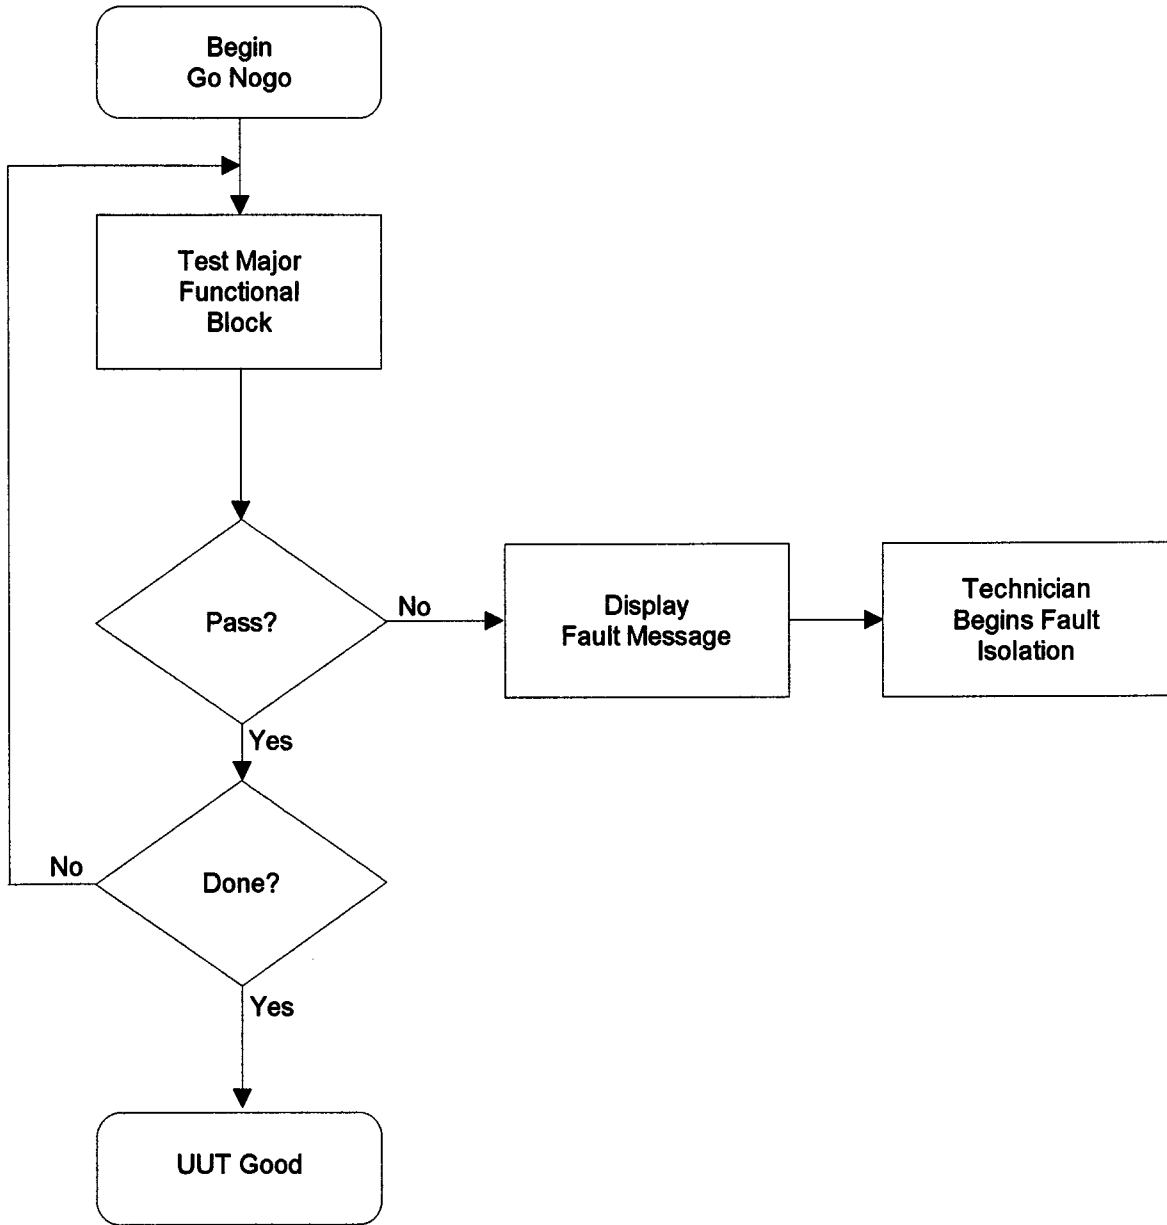 Begin
Go Nogo
Test Major
Functional
Block
Pass?
No
Display
Fault Message
Technician
Begins Fault
Isolation
Yes
Done?
No
Yes
UUT Good